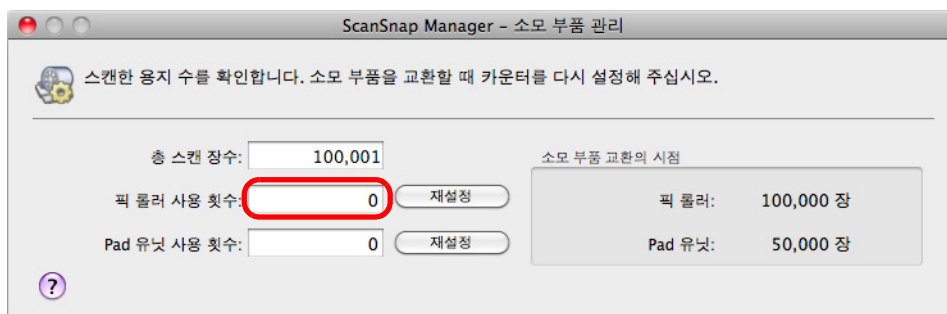 ScanSnap Manager – 소모 부품 관리
스캔한 용지 수를 확인합니다. 소모 부품을 교환할 때 카운터를 다시 설정해 주십시오.
총 스캔 장수: 100,001
픽 롤러 사용 횟수: 0 재설정
Pad 유닛 사용 횟수: 0 재설정
소모 부품 교환의 시점
픽 롤러: 100,000 장
Pad 유닛: 50,000 장
?